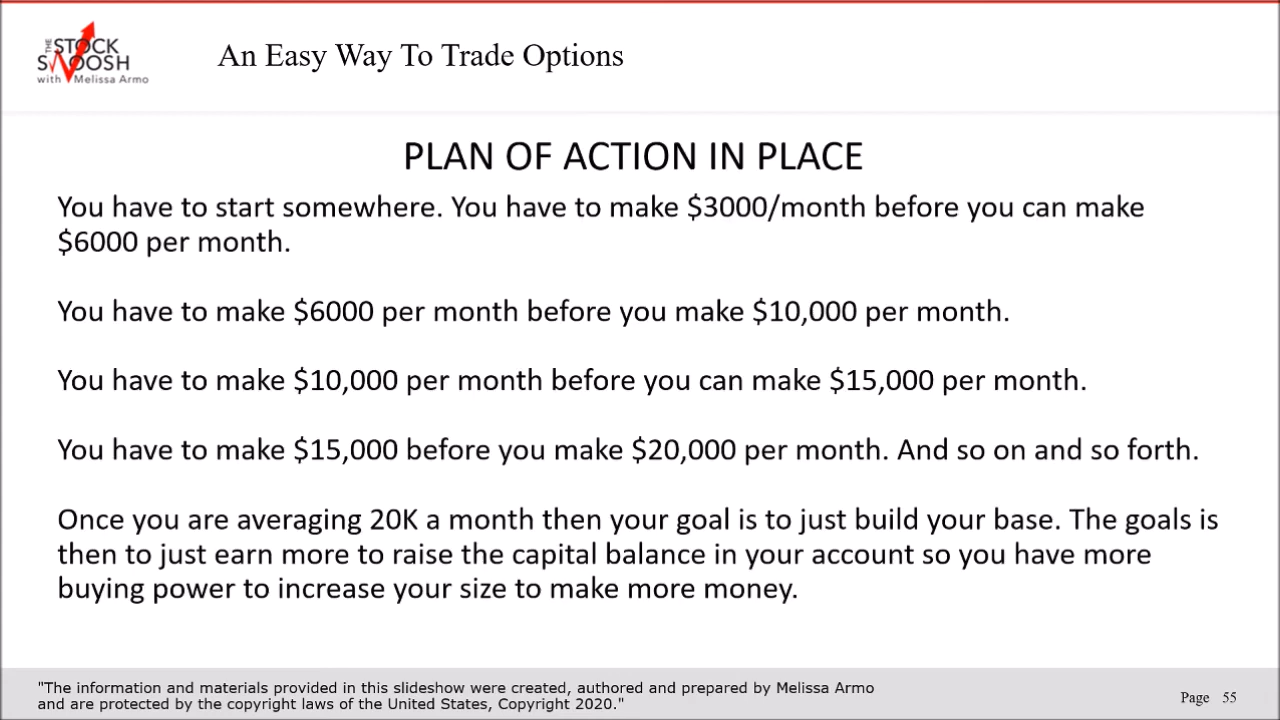 THE
STOCK
SWOOSH
with Melissa Armo
An Easy Way To Trade Options
PLAN OF ACTION IN PLACE
You have to start somewhere. You have to make $3000/month before you can make
$6000 per month.
You have to make $6000 per month before you make $10,000 per month.
You have to make $10,000 per month before you can make $15,000 per month.
You have to make $15,000 before you make $20,000 per month. And so on and so forth.
Once you are averaging 20K a month then your goal is to just build your base. The goals is
then to just earn more to raise the capital balance in your account so you have more
buying power to increase your size to make more money.
"The information and materials provided in this slideshow were created, authored and prepared by Melissa Armo
and are protected by the copyright laws of the United States, Copyright 2020."
Page 55